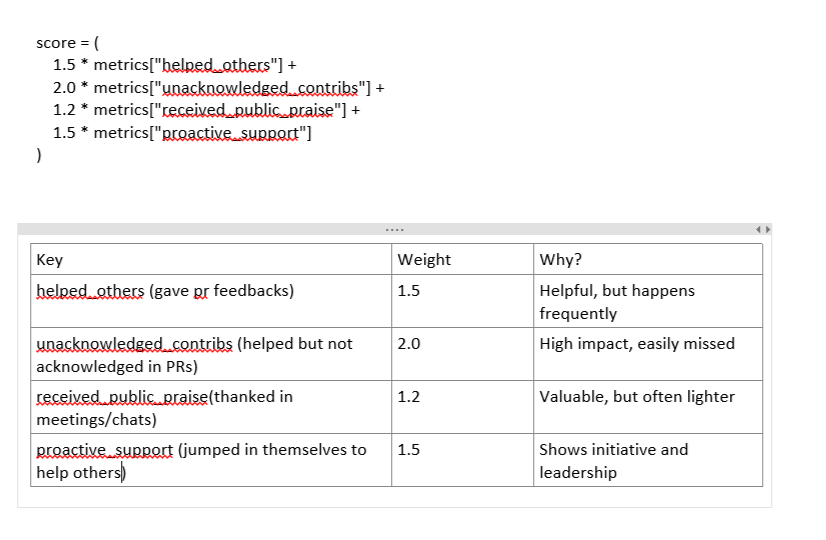 score = (
1.5 * metrics["helped_others"] +
2.0 * metrics["unacknowledged_contribs"] +
1.2 * metrics["received_public_praise"] +
1.5 * metrics["proactive_support"]
)
Key Weight Why?
helped_others (gave pr feedbacks) 1.5 Helpful, but happens
frequently
unacknowledged_contribs (helped but not 2.0 High impact, easily missed
acknowledged in PRs)
received_public_praise(thanked in 1.2 Valuable, but often lighter
meetings/chats)
proactive_support (jumped in themselves to 1.5 Shows initiative and
help others) leadership